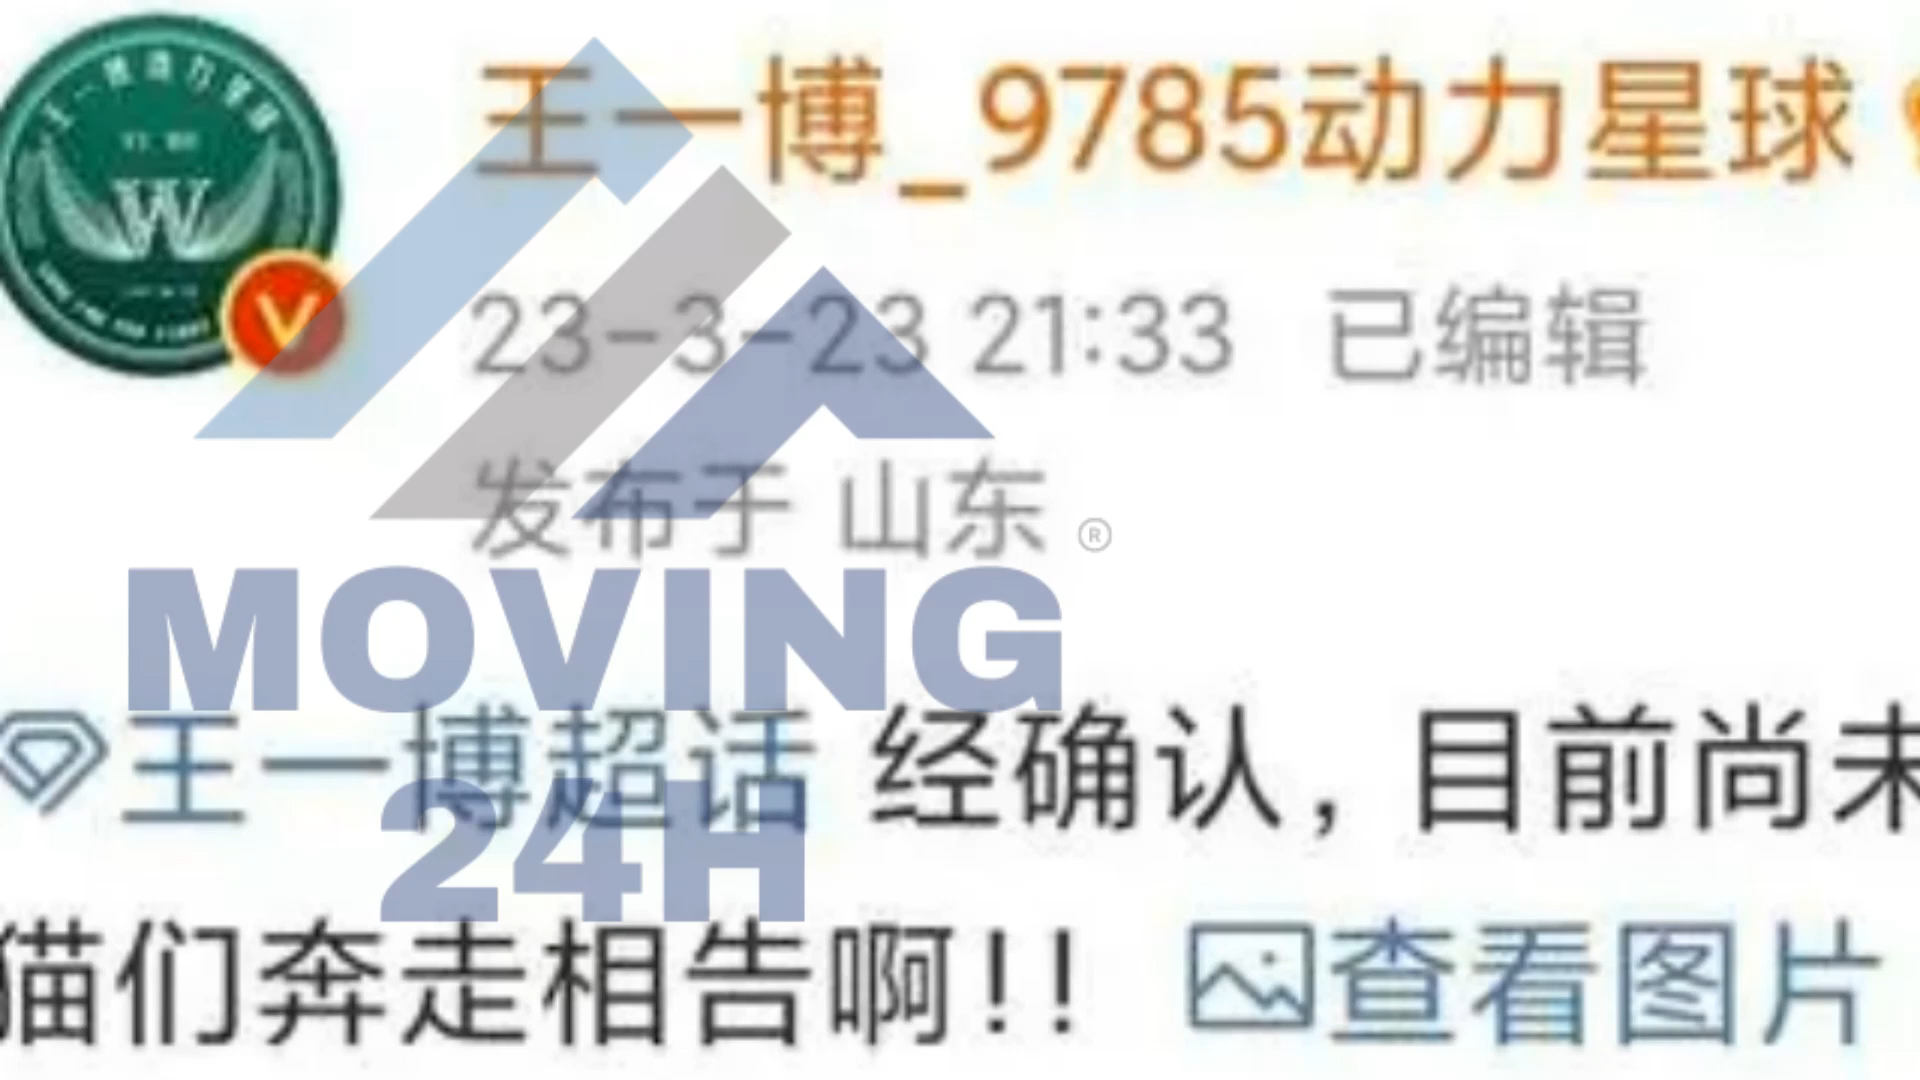 王一博_9785动力星球
23-3-23 21:33 已编辑
发布于 山东
®
MOVING
24H
王一博超话 经确认，目前尚未
猫们奔走相告啊!! 查看图片
W
V